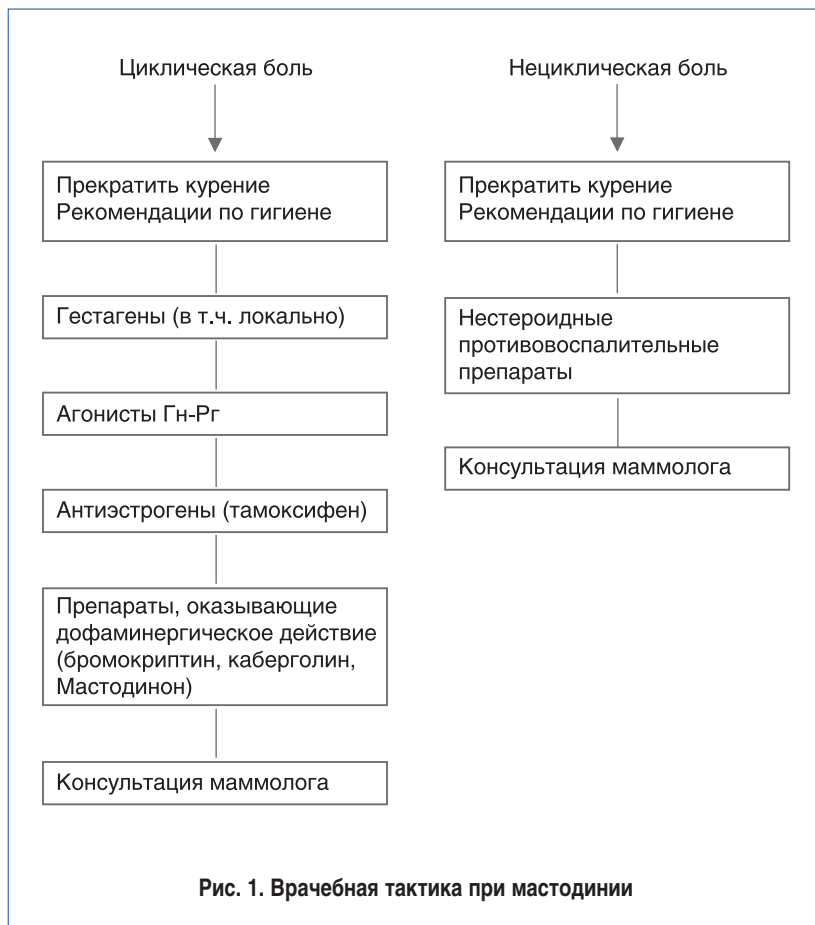 Циклическая боль
Прекратить курение
Рекомендации по гигиене
Гестагены (в т.ч. локально)
Агонисты Гн-Рг
Антиэстрогены (тамоксифен)
Препараты, оказывающие
дофаминергическое действие
(бромокриптин, каберголин,
Мастодинон)
Консультация маммолога
Нециклическая боль
Прекратить курение
Рекомендации по гигиене
Нестероидные
противовоспалительные
препараты
Консультация маммолога
Рис. 1. Врачебная тактика при мастодинии